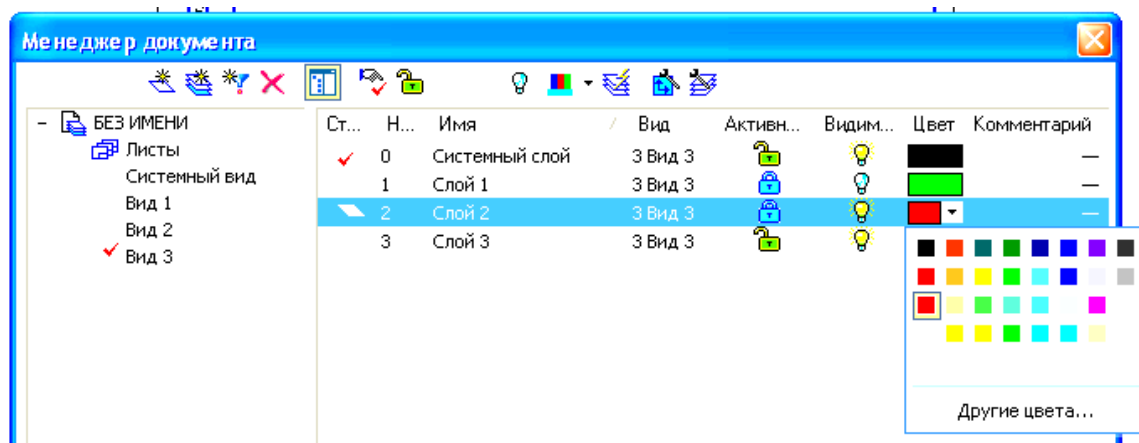 Менеджер документа
БЕЗ ИМЕНИ
Листы
Системный вид
Вид 1
Вид 2
Вид 3
Ст... Н... Имя Вид Активн... Видим... Цвет Комментарий
0 Системный слой 3 Вид 3 —
1 Слой 1 3 Вид 3 —
2 Слой 2 3 Вид 3 —
3 Слой 3 3 Вид 3
Другие цвета...